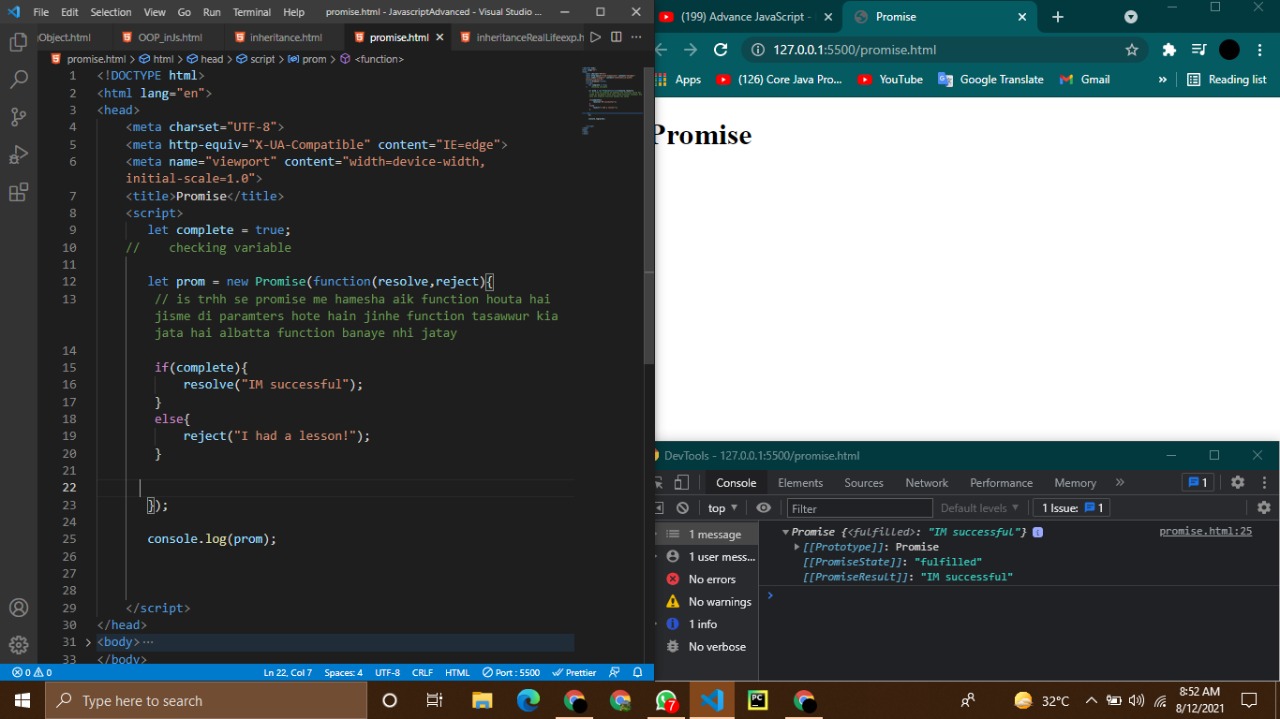 File Edit Selection View Go Run Terminal Help promise.html - JavascriptAdvanced - Visual Studio ...
Object.html OOP_inJs.html inheritance.html promise.html inheritanceRealLifeexp.h
promise.html > html > head > script > prom > <function>
1 <!DOCTYPE html>
2 <html lang="en">
3 <head>
4 <meta charset="UTF-8">
5 <meta http-equiv="X-UA-Compatible" content="IE=edge">
6 <meta name="viewport" content="width=device-width,
initial-scale=1.0">
7 <title>Promise</title>
8 <script>
9 let complete = true;
10 // checking variable
11
12 let prom = new Promise(function(resolve,reject){
13 // is trhh se promise me hamesha aik function houta hai
jisme di paramters hote hain jinhe function tasawwur kia
jata hai albatta function banaye nhi jatay
14
15 if(complete){
16 resolve("IM successful");
17 }
18 else{
19 reject("I had a lesson!");
20 }
21
22
23 });
24
25 console.log(prom);
26
27
28
29 </script>
30 </head>
31 <body>...
33 </body>
0 0 Ln 22, Col 7 Spaces: 4 UTF-8 CRLF HTML Port : 5500 Prettier
(199) Advance JavaScript - Promise
127.0.0.1:5500/promise.html
Apps (126) Core Java Pro... YouTube Google Translate Gmail » Reading list
Promise
DevTools - 127.0.0.1:5500/promise.html
Console Elements Sources Network Performance Memory » 1
top Filter Default levels 1 Issue: 1
1 message
1 user mess...
No errors
No warnings
1 info
No verbose
Promise {<fulfilled>: "IM successful"} i promise.html:25
[[Prototype]]: Promise
[[PromiseState]]: "fulfilled"
[[PromiseResult]]: "IM successful"
Type here to search 7 PC 32°C 8:52 AM
8/12/2021